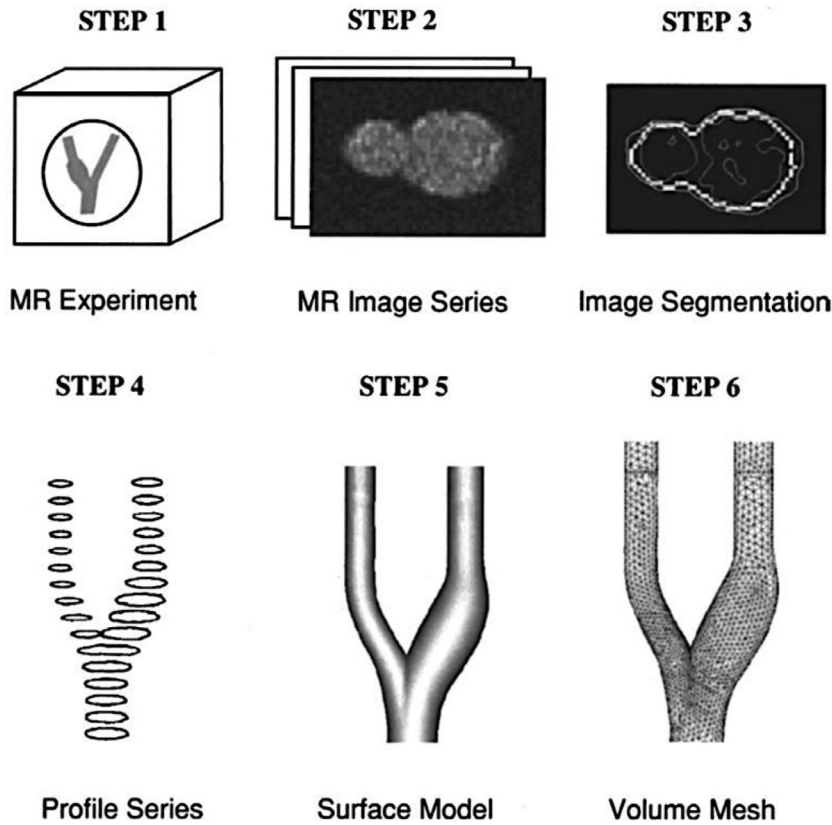 STEP 1
STEP 2
STEP 3
MR Experiment
MR Image Series
Image Segmentation
STEP 4
STEP 5
STEP 6
Profile Series
Surface Model
Volume Mesh